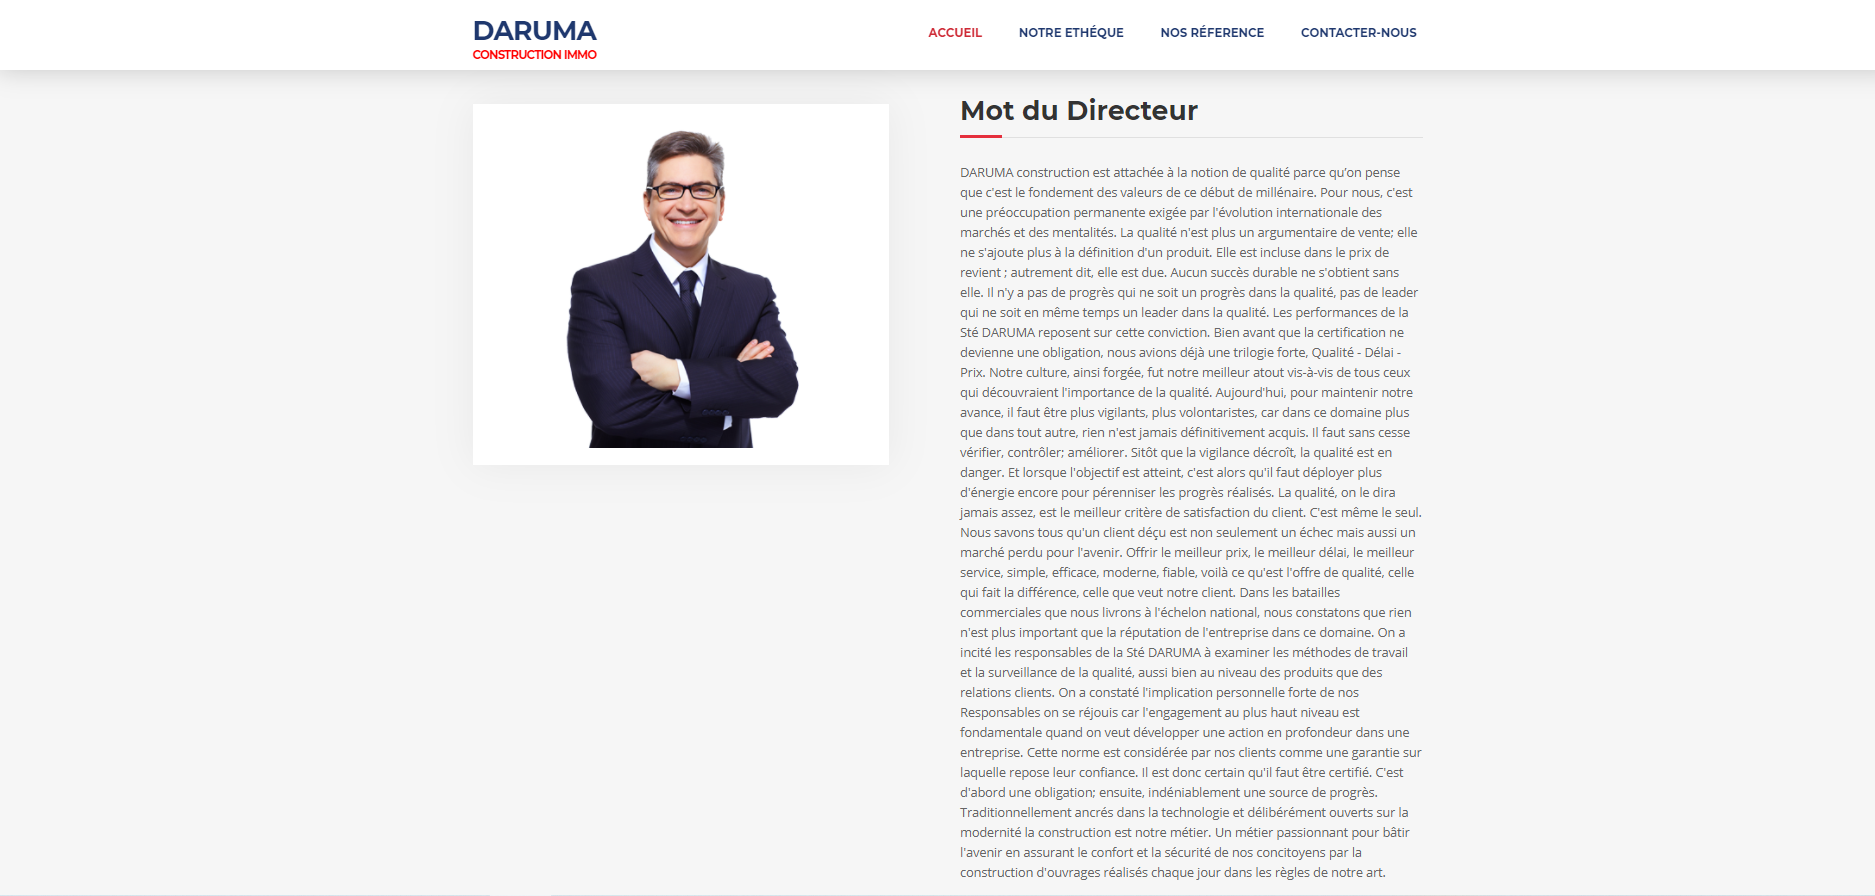 DARUMA
CONSTRUCTION IMMO
ACCUEIL
NOTRE ETHÉQUE
NOS RÉFERENCE
CONTACTER-NOUS
Mot du Directeur
DARUMA construction est attachée à la notion de qualité parce qu’on pense
que c'est le fondement des valeurs de ce début de millénaire. Pour nous, c'est
une préoccupation permanente exigée par l'évolution internationale des
marchés et des mentalités. La qualité n'est plus un argumentaire de vente; elle
ne s'ajoute plus à la définition d'un produit. Elle est incluse dans le prix de
revient ; autrement dit, elle est due. Aucun succès durable ne s'obtient sans
elle. Il n'y a pas de progrès qui ne soit un progrès dans la qualité, pas de leader
qui ne soit en même temps un leader dans la qualité. Les performances de la
Sté DARUMA reposent sur cette conviction. Bien avant que la certification ne
devienne une obligation, nous avions déjà une trilogie forte, Qualité - Délai -
Prix. Notre culture, ainsi forgée, fut notre meilleur atout vis-à-vis de tous ceux
qui découvraient l'importance de la qualité. Aujourd'hui, pour maintenir notre
avance, il faut être plus vigilants, plus volontaristes, car dans ce domaine plus
que dans tout autre, rien n'est jamais définitivement acquis. Il faut sans cesse
vérifier, contrôler; améliorer. Sitôt que la vigilance décroît, la qualité est en
danger. Et lorsque l'objectif est atteint, c'est alors qu'il faut déployer plus
d'énergie encore pour pérenniser les progrès réalisés. La qualité, on le dira
jamais assez, est le meilleur critère de satisfaction du client. C'est même le seul.
Nous savons tous qu'un client déçu est non seulement un échec mais aussi un
marché perdu pour l'avenir. Offrir le meilleur prix, le meilleur délai, le meilleur
service, simple, efficace, moderne, fiable, voilà ce qu'est l'offre de qualité, celle
qui fait la différence, celle que veut notre client. Dans les batailles
commerciales que nous livrons à l'échelon national, nous constatons que rien
n'est plus important que la réputation de l'entreprise dans ce domaine. On a
incité les responsables de la Sté DARUMA à examiner les méthodes de travail
et la surveillance de la qualité, aussi bien au niveau des produits que des
relations clients. On a constaté l'implication personnelle forte de nos
Responsables on se réjouis car l'engagement au plus haut niveau est
fondamentale quand on veut développer une action en profondeur dans une
entreprise. Cette norme est considérée par nos clients comme une garantie sur
laquelle repose leur confiance. Il est donc certain qu'il faut être certifié. C'est
d'abord une obligation; ensuite, indéniablement une source de progrès.
Traditionnellement ancrés dans la technologie et délibérément ouverts sur la
modernité la construction est notre métier. Un métier passionnant pour bâtir
l'avenir en assurant le confort et la sécurité de nos concitoyens par la
construction d'ouvrages réalisés chaque jour dans les règles de notre art.